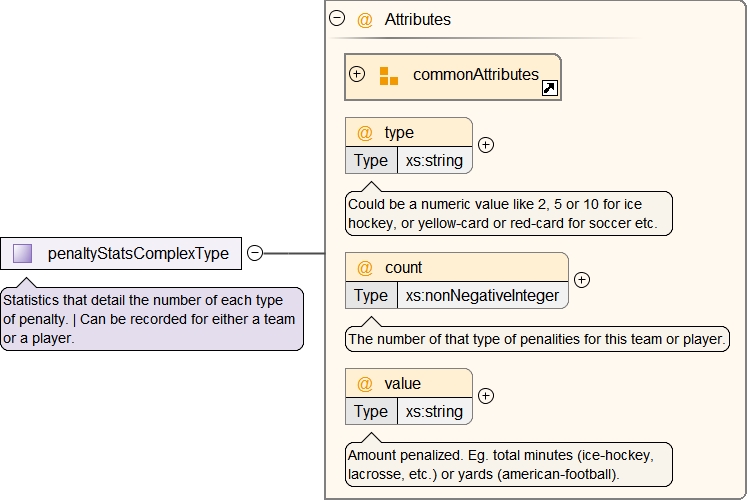 @ Attributes
commonAttributes
@ type
Type xs:string
Could be a numeric value like 2, 5 or 10 for ice
hockey, or yellow-card or red-card for soccer etc.
penaltyStatsComplexType
Statistics that detail the number of each type
of penalty. | Can be recorded for either a team
or a player.
@ count
Type xs:nonNegativeInteger
The number of that type of penalities for this team or player.
@ value
Type xs:string
Amount penalized. Eg. total minutes (ice-hockey,
lacrosse, etc.) or yards (american-football).